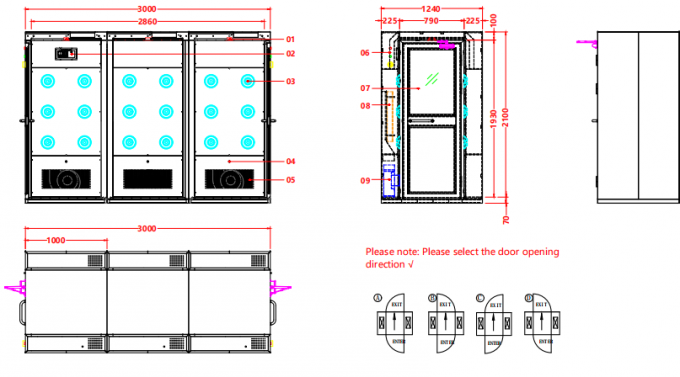 3000
2860
01
02
03
04
05
1240
225
790
225
100
06
07
08
09
1930
2100
70
3000
1000
Please note: Please select the door opening
direction √
A
B
C
D
EXIT
EXIT
EXIT
EXIT
ENTER
ENTER
ENTER
ENTER